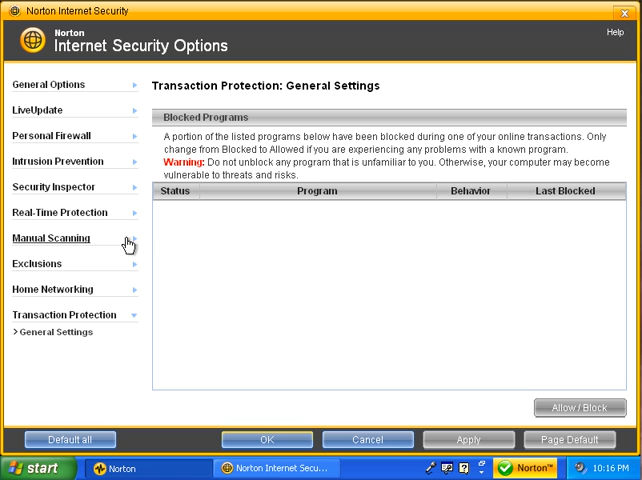 Norton Internet Security
Norton
Internet Security Options
Help
General Options
LiveUpdate
Personal Firewall
Intrusion Prevention
Security Inspector
Real-Time Protection
Manual Scanning
Exclusions
Home Networking
Transaction Protection
> General Settings
Transaction Protection: General Settings
Blocked Programs
A portion of the listed programs below have been blocked during one of your online transactions. Only
change from Blocked to Allowed if you are experiencing any problems with a known program.
Warning: Do not unblock any program that is unfamiliar to you. Otherwise, your computer may become
vulnerable to threats and risks.
Status Program Behavior Last Blocked
Allow / Block
Default all OK Cancel Apply Page Default
start Norton Norton Internet Secu... Norton™ 10:16 PM